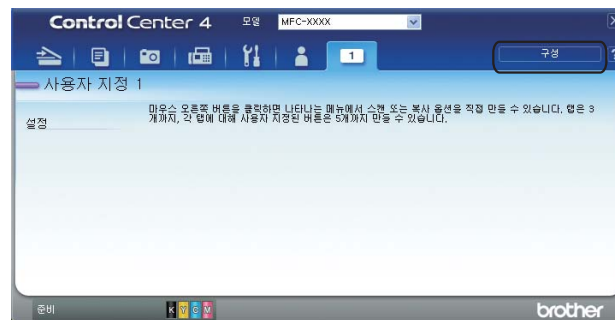 Control Center 4 모델 MFC-XXXX X
1 구성 ?
사용자 지정 1
설정
마우스 오른쪽 버튼을 클릭하면 나타나는 메뉴에서 스캔 또는 복사 옵션을 직접 만들 수 있습니다. 탭은 3
개까지, 각 탭에 대해 사용자 지정된 버튼은 5개까지 만들 수 있습니다.
준비 K Y C M brother